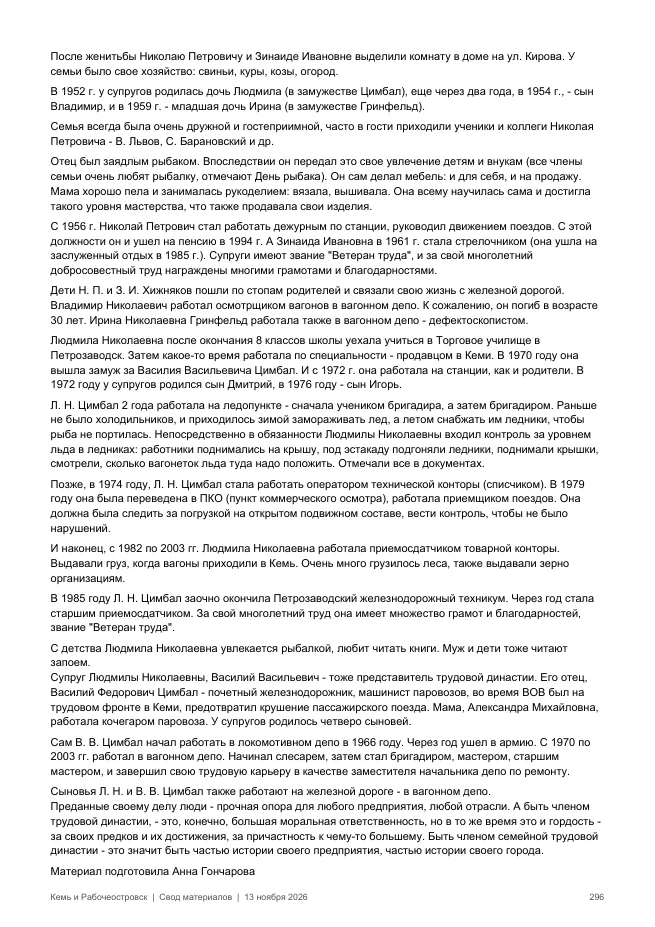 После женитьбы Николаю Петровичу и Зинаиде Ивановне выделили комнату в доме на ул. Кирова. У
семьи было свое хозяйство: свиньи, куры, козы, огород.
В 1952 г. у супругов родилась дочь Людмила (в замужестве Цимбал), еще через два года, в 1954 г., - сын
Владимир, и в 1959 г. - младшая дочь Ирина (в замужестве Гринфельд).
Семья всегда была очень дружной и гостеприимной, часто в гости приходили ученики и коллеги Николая
Петровича - В. Львов, С. Барановский и др.
Отец был заядлым рыбаком. Впоследствии он передал это свое увлечение детям и внукам (все члены
семьи очень любят рыбалку, отмечают День рыбака). Он сам делал мебель: и для себя, и на продажу.
Мама хорошо пела и занималась рукоделием: вязала, вышивала. Она всему научилась сама и достигла
такого уровня мастерства, что также продавала свои изделия.
С 1956 г. Николай Петрович стал работать дежурным по станции, руководил движением поездов. С этой
должности он и ушел на пенсию в 1994 г. А Зинаида Ивановна в 1961 г. стала стрелочником (она ушла на
заслуженный отдых в 1985 г.). Супруги имеют звание "Ветеран труда", и за свой многолетний
добросовестный труд награждены многими грамотами и благодарностями.
Дети Н. П. и З. И. Хижняков пошли по стопам родителей и связали свою жизнь с железной дорогой.
Владимир Николаевич работал осмотрщиком вагонов в вагонном депо. К сожалению, он погиб в возрасте
30 лет. Ирина Николаевна Гринфельд работала также в вагонном депо - дефектоскопистом.
Людмила Николаевна после окончания 8 классов школы уехала учиться в Торговое училище в
Петрозаводск. Затем какое-то время работала по специальности - продавцом в Кеми. В 1970 году она
вышла замуж за Василия Васильевича Цимбал. И с 1972 г. она работала на станции, как и родители. В
1972 году у супругов родился сын Дмитрий, в 1976 году - сын Игорь.
Л. Н. Цимбал 2 года работала на ледопункте - сначала учеником бригадира, а затем бригадиром. Раньше
не было холодильников, и приходилось зимой замораживать лед, а летом снабжать им ледники, чтобы
рыба не портилась. Непосредственно в обязанности Людмилы Николаевны входил контроль за уровнем
льда в ледниках: работники поднимались на крышу, под эстакаду подгоняли ледники, поднимали крышки,
смотрели, сколько вагонеток льда туда надо положить. Отмечали все в документах.
Позже, в 1974 году, Л. Н. Цимбал стала работать оператором технической конторы (списчиком). В 1979
году она была переведена в ПКО (пункт коммерческого осмотра), работала приемщиком поездов. Она
должна была следить за погрузкой на открытом подвижном составе, вести контроль, чтобы не было
нарушений.
И наконец, с 1982 по 2003 гг. Людмила Николаевна работала приемосдатчиком товарной конторы.
Выдавали груз, когда вагоны приходили в Кемь. Очень много грузилось леса, также выдавали зерно
организациям.
В 1985 году Л. Н. Цимбал заочно окончила Петрозаводский железнодорожный техникум. Через год стала
старшим приемосдатчиком. За свой многолетний труд она имеет множество грамот и благодарностей,
звание "Ветеран труда".
С детства Людмила Николаевна увлекается рыбалкой, любит читать книги. Муж и дети тоже читают
запоем.
Супруг Людмилы Николаевны, Василий Васильевич - тоже представитель трудовой династии. Его отец,
Василий Федорович Цимбал - почетный железнодорожник, машинист паровозов, во время ВОВ был на
трудовом фронте в Кеми, предотвратил крушение пассажирского поезда. Мама, Александра Михайловна,
работала кочегаром паровоза. У супругов родилось четверо сыновей.
Сам В. В. Цимбал начал работать в локомотивном депо в 1966 году. Через год ушел в армию. С 1970 по
2003 гг. работал в вагонном депо. Начинал слесарем, затем стал бригадиром, мастером, старшим
мастером, и завершил свою трудовую карьеру в качестве заместителя начальника депо по ремонту.
Сыновья Л. Н. и В. В. Цимбал также работают на железной дороге - в вагонном депо.
Преданные своему делу люди - прочная опора для любого предприятия, любой отрасли. А быть членом
трудовой династии, - это, конечно, большая моральная ответственность, но в то же время это и гордость -
за своих предков и их достижения, за причастность к чему-то большему. Быть членом семейной трудовой
династии - это значит быть частью истории своего предприятия, частью истории своего города.
Материал подготовила Анна Гончарова
Кемь и Рабочеостровск | Свод материалов | 13 ноября 2026 296